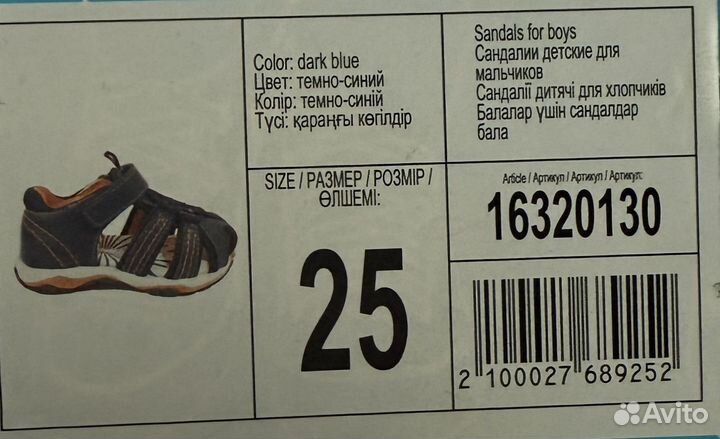 Color: dark blue
Цвет: темно-синий
Колір: темно-синій
Түсі: қараңғы көгілдір
Sandals for boys
Сандалии детские для
мальчиков
Сандалії дитячі для хлопчиків
Балалар үшін сандалдар
бала
SIZE / РАЗМЕР / РОЗМІР /
ӨЛШЕМІ:
25
Article / Артикул / Артикул / Артикул:
16320130
2 100027 689252
Avito